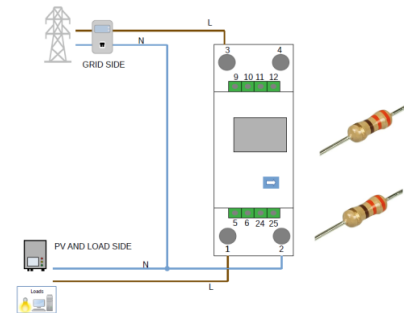 L
N
GRID SIDE
3 4
9 10 11 12
5 6 24 25
1 2
PV AND LOAD SIDE
N
L
Loads